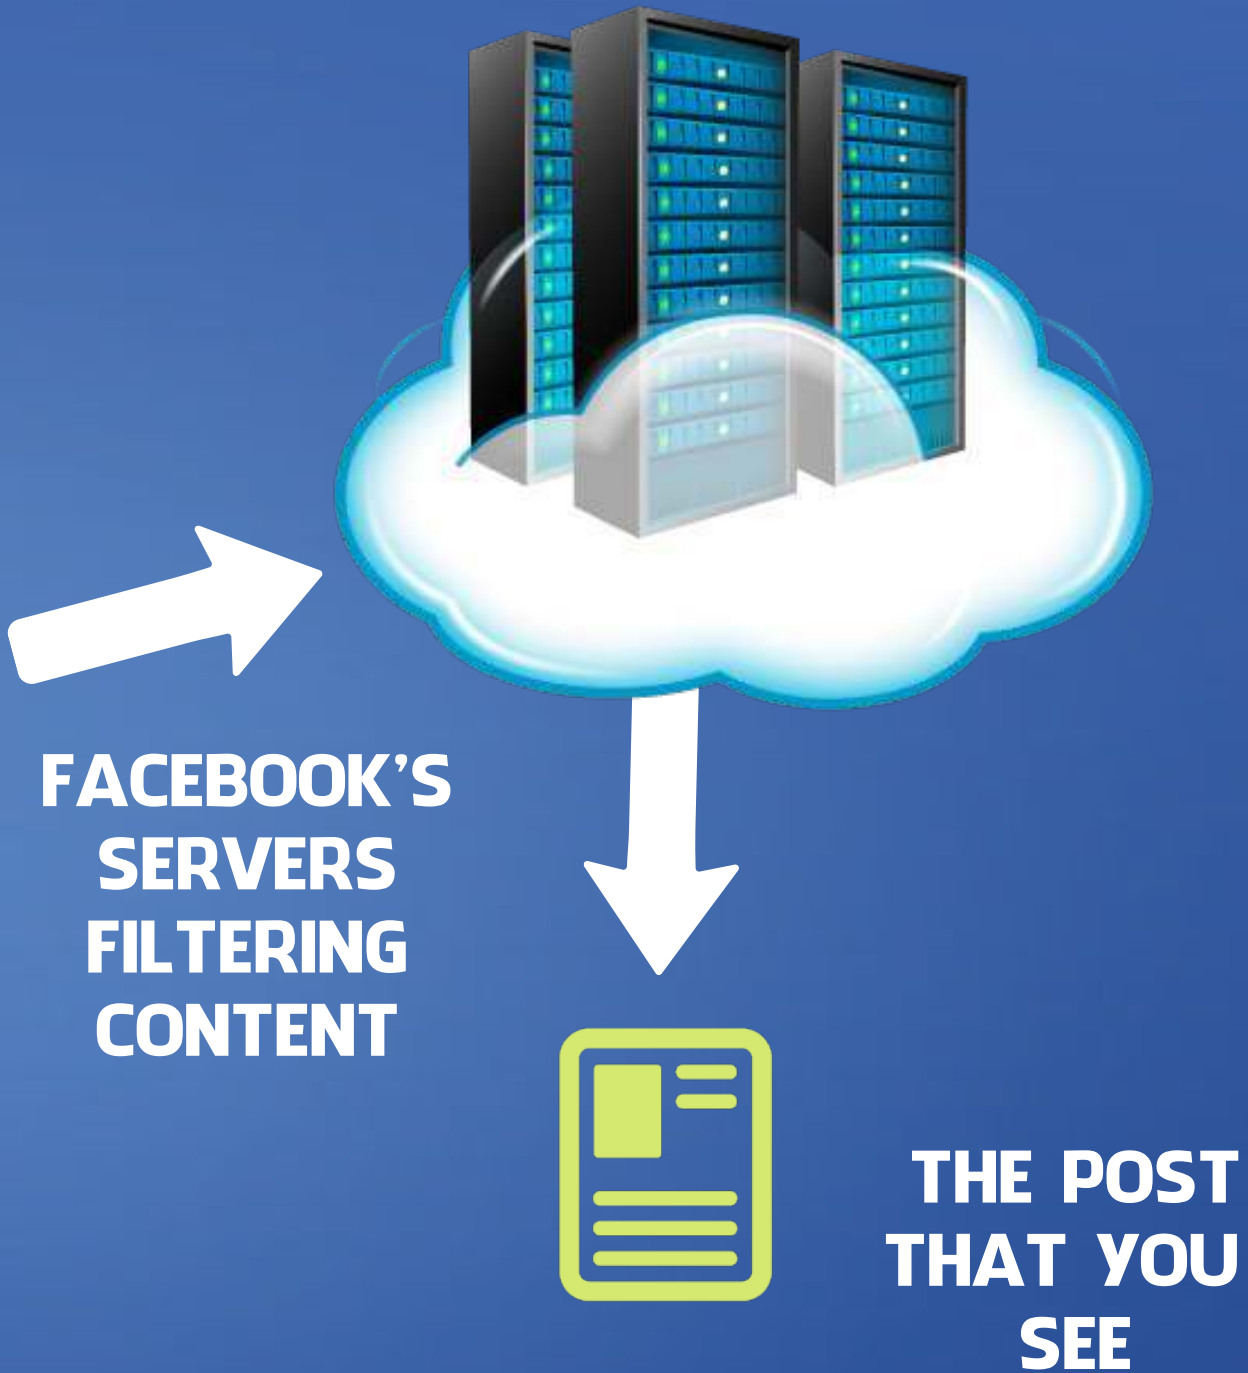 FACEBOOK'S
SERVERS
FILTERING
CONTENT
THE POST
THAT YOU
SEE